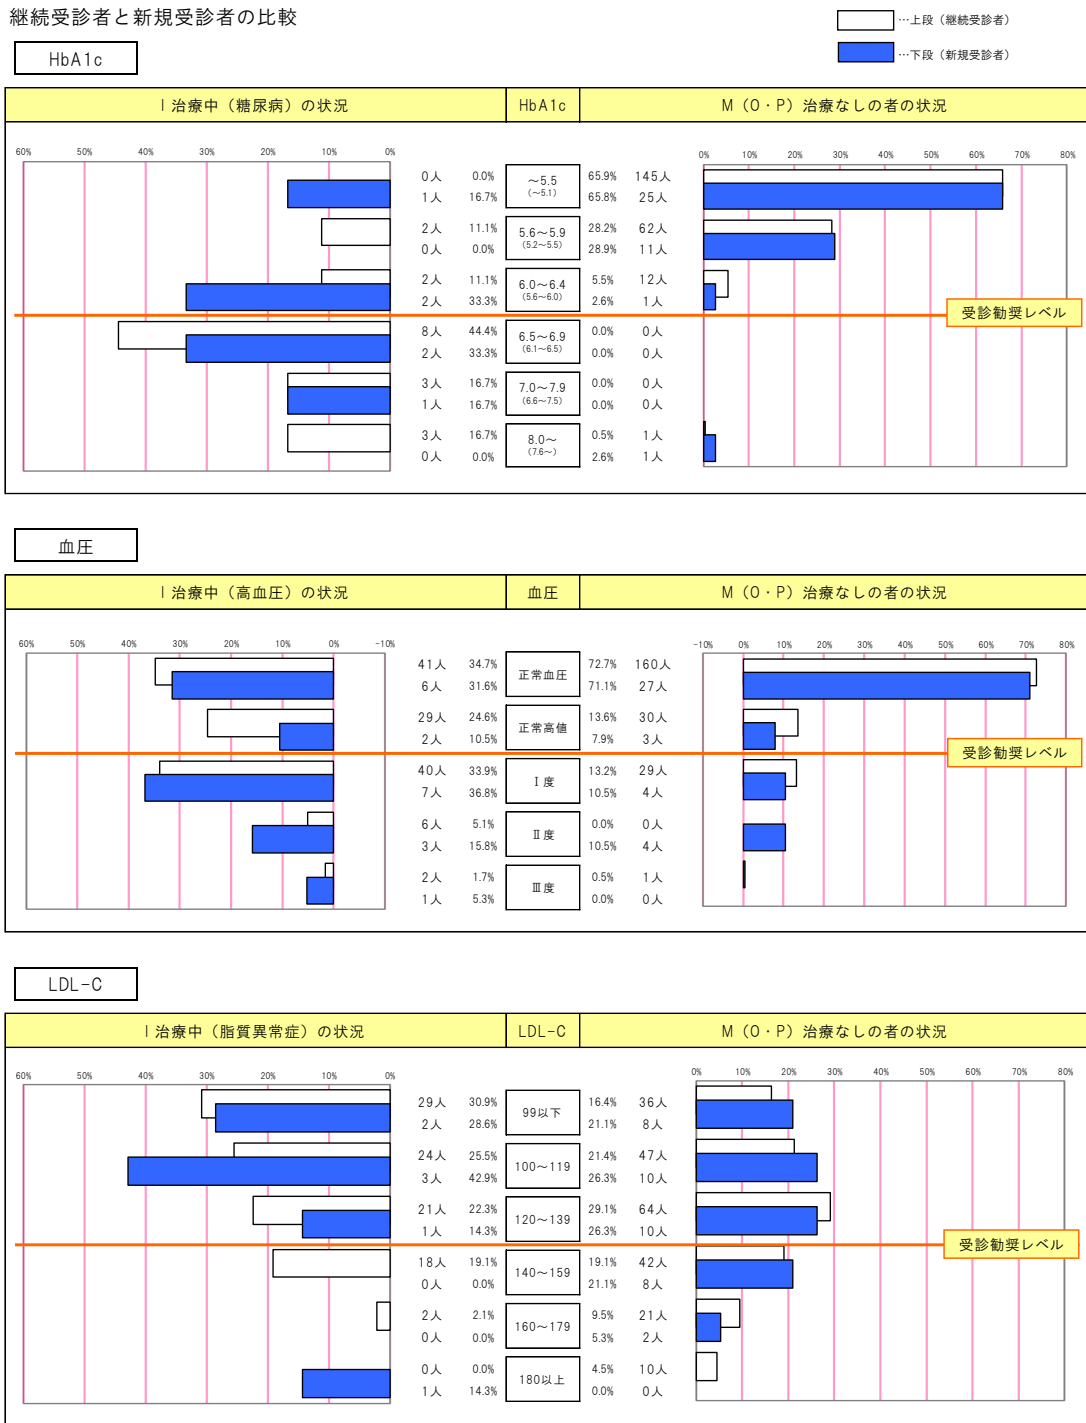 継続受診者と新規受診者の比較
…上段（継続受診者）
…下段（新規受診者）
HbA1c
Ⅰ治療中（糖尿病）の状況 HbA1c M（O・P）治療なしの者の状況
60% 50% 40% 30% 20% 10% 0% 0% 10% 20% 30% 40% 50% 60% 70% 80%
0人 0.0% ～5.5 65.9% 145人
1人 16.7% （～5.1） 65.8% 25人
2人 11.1% 5.6～5.9 28.2% 62人
0人 0.0% （5.2～5.5） 28.9% 11人
2人 11.1% 6.0～6.4 5.5% 12人
2人 33.3% （5.6～6.0） 2.6% 1人
受診勧奨レベル
8人 44.4% 6.5～6.9 0.0% 0人
2人 33.3% （6.1～6.5） 0.0% 0人
3人 16.7% 7.0～7.9 0.0% 0人
1人 16.7% （6.6～7.5） 0.0% 0人
3人 16.7% 8.0～ 0.5% 1人
0人 0.0% （7.6～） 2.6% 1人
血圧
Ⅰ治療中（高血圧）の状況 血圧 M（O・P）治療なしの者の状況
60% 50% 40% 30% 20% 10% 0% -10% -10% 0% 10% 20% 30% 40% 50% 60% 70% 80%
41人 34.7% 正常血圧 72.7% 160人
6人 31.6% 71.1% 27人
29人 24.6% 正常高値 13.6% 30人
2人 10.5% 7.9% 3人
受診勧奨レベル
40人 33.9% Ⅰ度 13.2% 29人
7人 36.8% 10.5% 4人
6人 5.1% Ⅱ度 0.0% 0人
3人 15.8% 10.5% 4人
2人 1.7% Ⅲ度 0.5% 1人
1人 5.3% 0.0% 0人
LDL-C
Ⅰ治療中（脂質異常症）の状況 LDL-C M（O・P）治療なしの者の状況
60% 50% 40% 30% 20% 10% 0% 0% 10% 20% 30% 40% 50% 60% 70% 80%
29人 30.9% 99以下 16.4% 36人
2人 28.6% 21.1% 8人
24人 25.5% 100～119 21.4% 47人
3人 42.9% 26.3% 10人
21人 22.3% 120～139 29.1% 64人
1人 14.3% 26.3% 10人
受診勧奨レベル
18人 19.1% 140～159 19.1% 42人
0人 0.0% 21.1% 8人
2人 2.1% 160～179 9.5% 21人
0人 0.0% 5.3% 2人
0人 0.0% 180以上 4.5% 10人
1人 14.3% 0.0% 0人